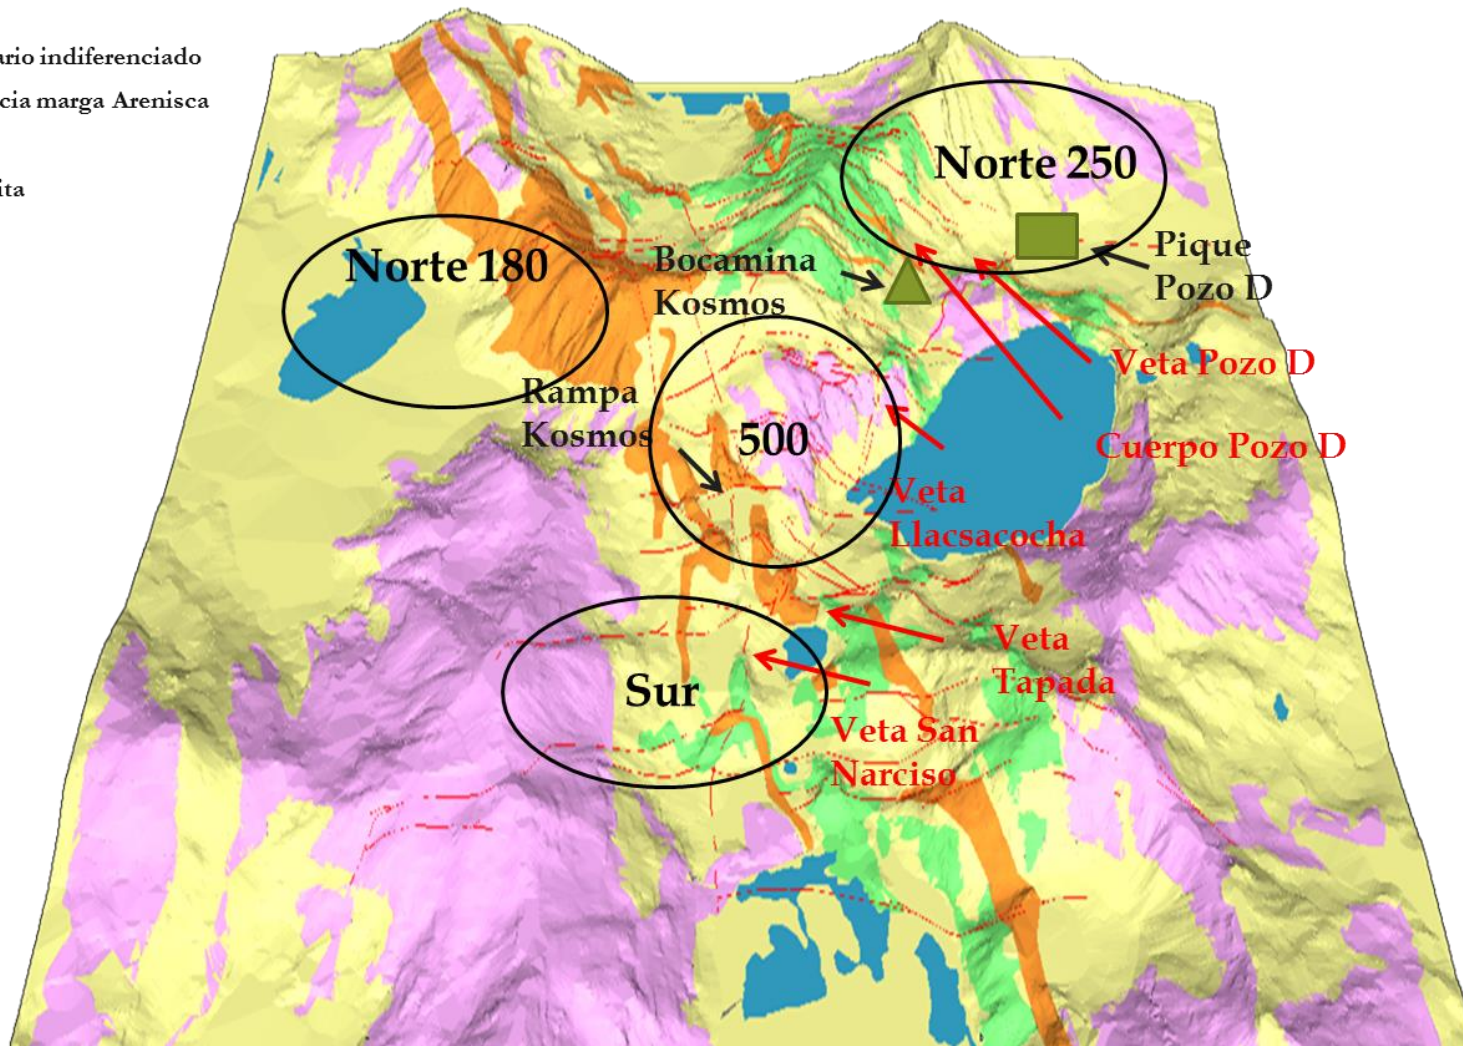 ario indiferenciado
cia marga Arenisca
ita
Norte 250
Norte 180
Bocamina
Kosmos
Pique
Pozo D
Veta Pozo D
Rampa
Kosmos
500
Cuerpo Pozo D
Veta
Llacsacocha
Veta
Tapada
Sur
Veta San
Narciso